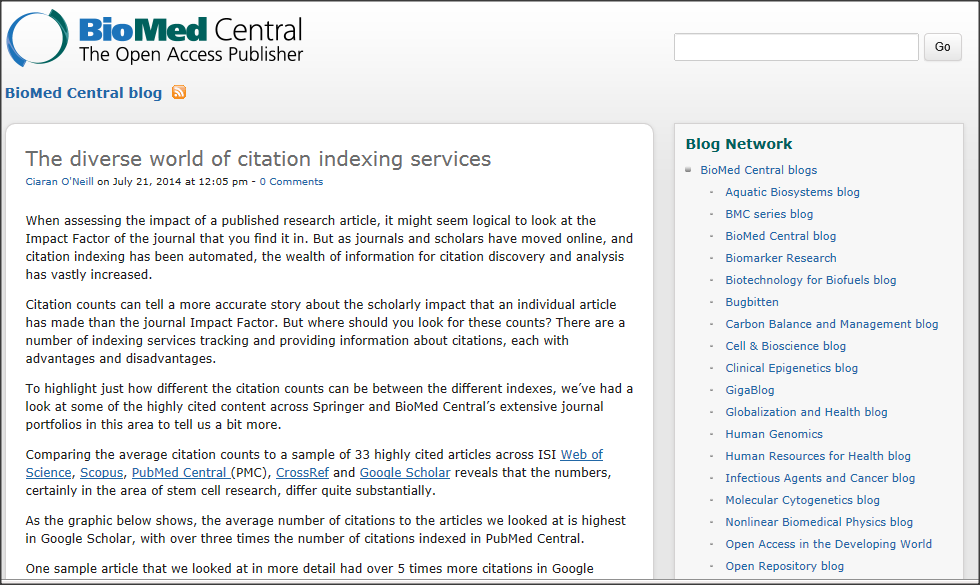 BioMed Central
The Open Access Publisher
Go
BioMed Central blog
The diverse world of citation indexing services
Ciaran O'Neill on July 21, 2014 at 12:05 pm - 0 Comments
When assessing the impact of a published research article, it might seem logical to look at the
Impact Factor of the journal that you find it in. But as journals and scholars have moved online, and
citation indexing has been automated, the wealth of information for citation discovery and analysis
has vastly increased.
Citation counts can tell a more accurate story about the scholarly impact that an individual article
has made than the journal Impact Factor. But where should you look for these counts? There are a
number of indexing services tracking and providing information about citations, each with
advantages and disadvantages.
To highlight just how different the citation counts can be between the different indexes, we’ve had a
look at some of the highly cited content across Springer and BioMed Central’s extensive journal
portfolios in this area to tell us a bit more.
Comparing the average citation counts to a sample of 33 highly cited articles across ISI Web of
Science, Scopus, PubMed Central (PMC), CrossRef and Google Scholar reveals that the numbers,
certainly in the area of stem cell research, differ quite substantially.
As the graphic below shows, the average number of citations to the articles we looked at is highest
in Google Scholar, with over three times the number of citations indexed in PubMed Central.
One sample article that we looked at in more detail had over 5 times more citations in Google
Blog Network
BioMed Central blogs
- Aquatic Biosystems blog
- BMC series blog
- BioMed Central blog
- Biomarker Research
- Biotechnology for Biofuels blog
- Bugbitten
- Carbon Balance and Management blog
- Cell & Bioscience blog
- Clinical Epigenetics blog
- GigaBlog
- Globalization and Health blog
- Human Genomics
- Human Resources for Health blog
- Infectious Agents and Cancer blog
- Molecular Cytogenetics blog
- Nonlinear Biomedical Physics blog
- Open Access in the Developing World
- Open Repository blog